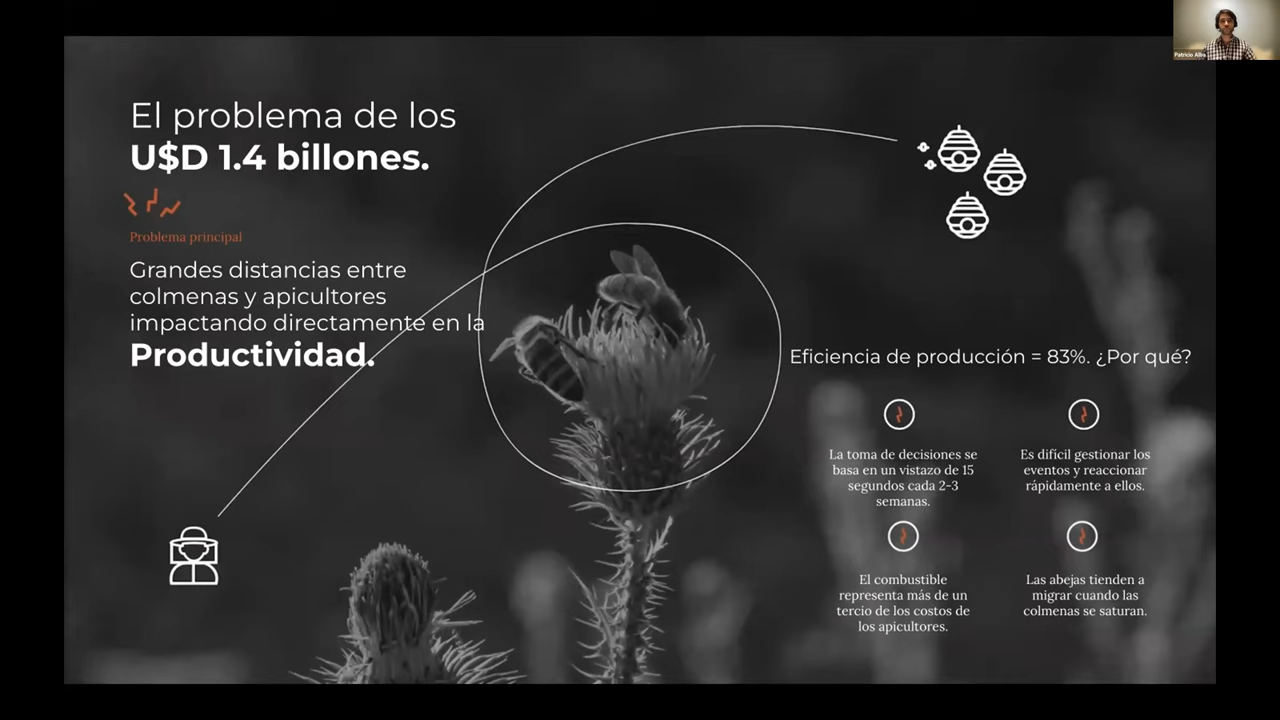 El problema de los
U$D 1.4 billones.
Problema principal
Grandes distancias entre
colmenas y apicultores
impactando directamente en la
Productividad.
Eficiencia de producción = 83%. ¿Por qué?
La toma de decisiones se
basa en un vistazo de 15
segundos cada 2-3
semanas.
Es difícil gestionar los
eventos y reaccionar
rápidamente a ellos.
El combustible
representa más de un
tercio de los costos de
los apicultores.
Las abejas tienden a
migrar cuando las
colmenas se saturan.
Patricio